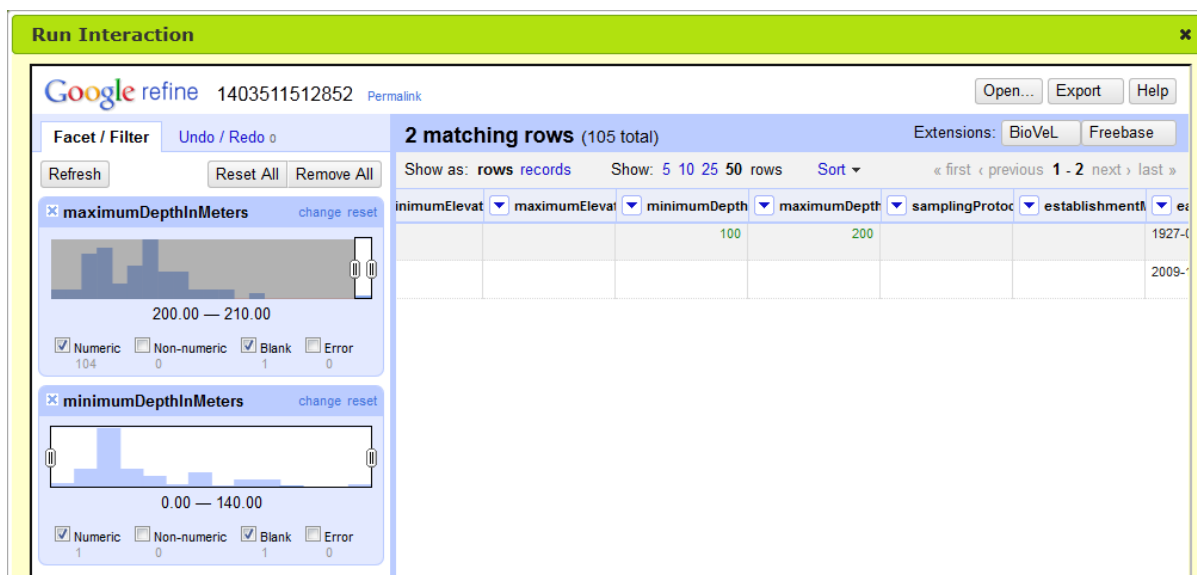 Run Interaction
Google refine 1403511512852 Permalink Open... Export Help
Facet / Filter Undo / Redo 0
Refresh Reset All Remove All
maximumDepthInMeters change reset
200.00 — 210.00
Numeric Non-numeric Blank Error
104 0 1 0
minimumDepthInMeters change reset
0.00 — 140.00
Numeric Non-numeric Blank Error
1 0 1 0
2 matching rows (105 total) Extensions: BioVeL Freebase
Show as: rows records Show: 5 10 25 50 rows Sort « first ‹ previous 1 - 2 next › last »
inimumElevat maximumElevat minimumDepth maximumDepth samplingProtoc establishmentM ea
100 200 1927-0
2009-1